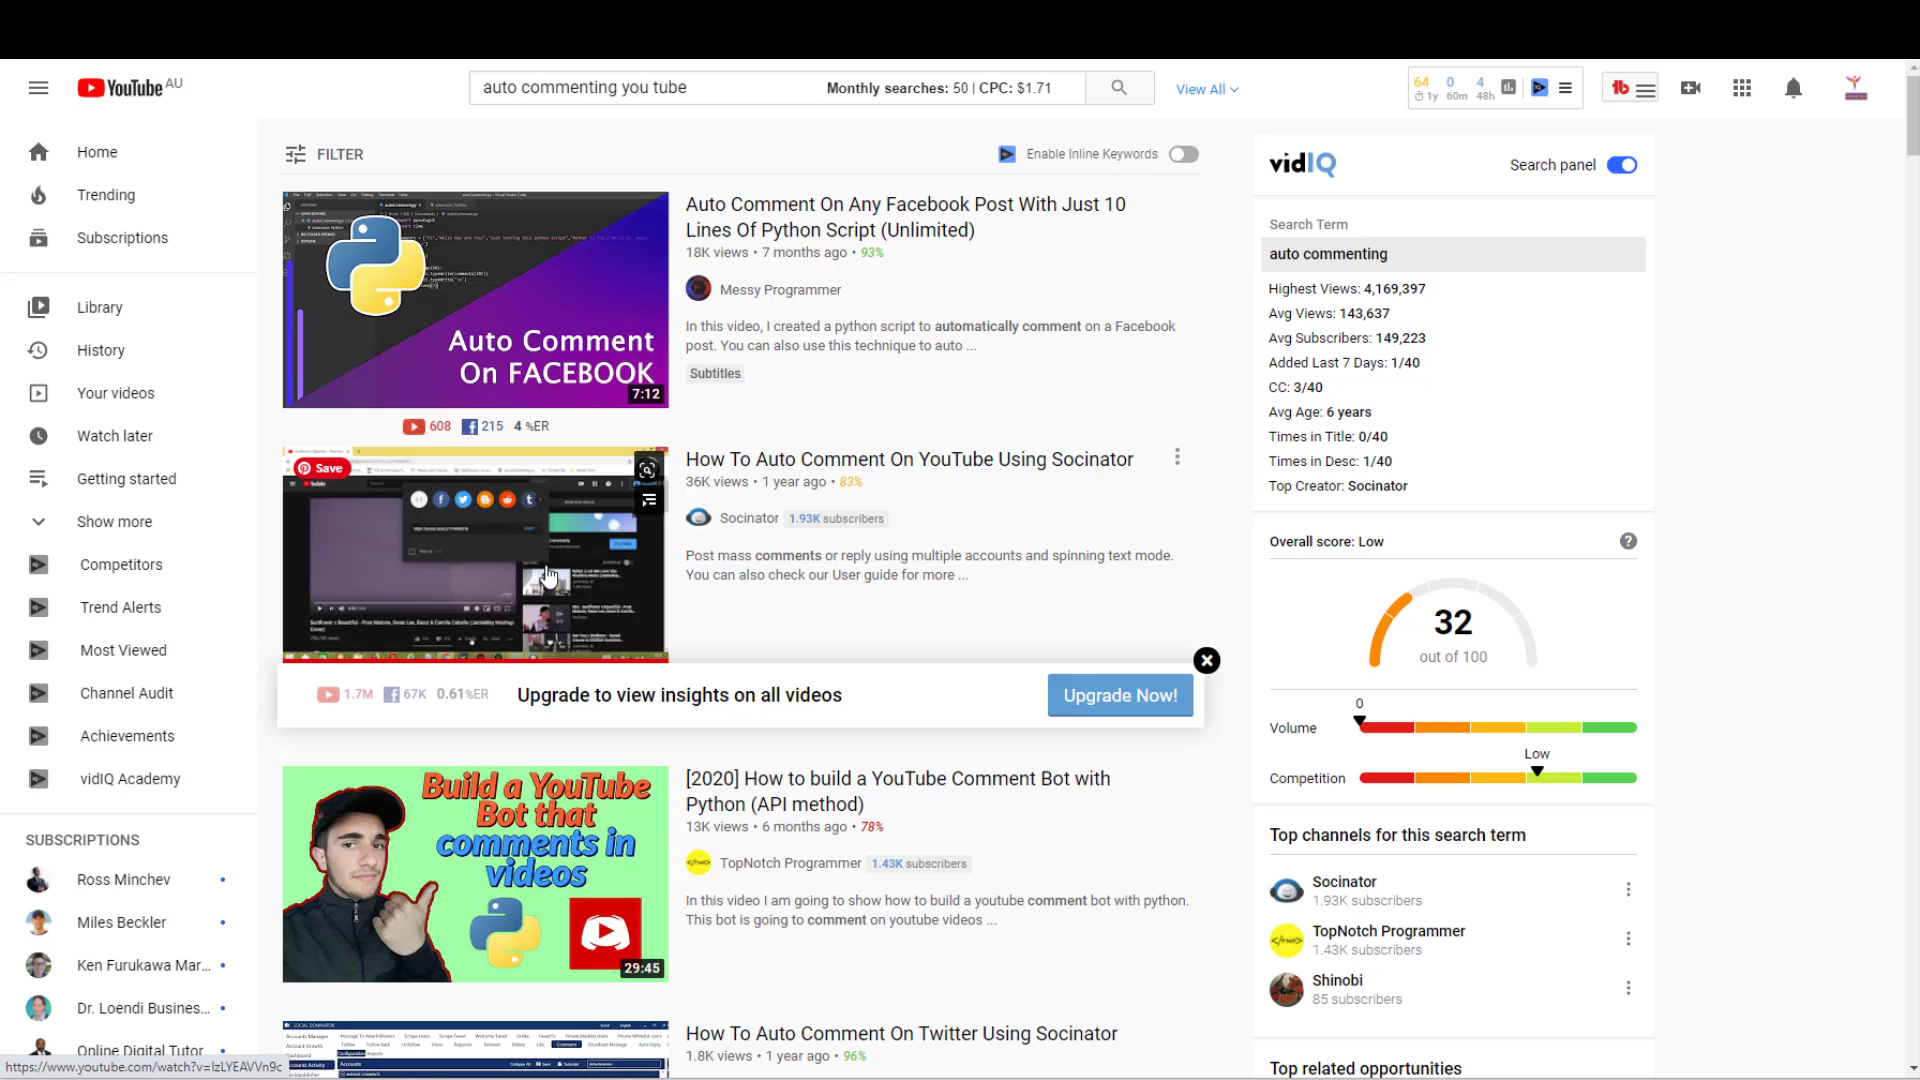 YouTube AU
auto commenting you tube
Monthly searches: 50 | CPC: $1.71
View All
64 0 4
1y 60m 48h
Home
Trending
Subscriptions
Library
History
Your videos
Watch later
Getting started
Show more
Competitors
Trend Alerts
Most Viewed
Channel Audit
Achievements
vidIQ Academy
SUBSCRIPTIONS
Ross Minchev
Miles Beckler
Ken Furukawa Mar...
Dr. Loendi Busines...
Online Digital Tutor
https://www.youtube.com/watch?v=IzLYEAVVn9c
FILTER
Enable Inline Keywords
Auto Comment
On FACEBOOK
7:12
Auto Comment On Any Facebook Post With Just 10
Lines Of Python Script (Unlimited)
18K views • 7 months ago • 93%
Messy Programmer
In this video, I created a python script to automatically comment on a Facebook
post. You can also use this technique to auto ...
Subtitles
608 215 4 %ER
Save
How To Auto Comment On YouTube Using Socinator
36K views • 1 year ago • 83%
Socinator 1.93K subscribers
Post mass comments or reply using multiple accounts and spinning text mode.
You can also check our User guide for more ...
1.7M 67K 0.61%ER
Upgrade to view insights on all videos
Upgrade Now!
Build a YouTube
Bot that
comments in
videos
29:45
[2020] How to build a YouTube Comment Bot with
Python (API method)
13K views • 6 months ago • 78%
TopNotch Programmer 1.43K subscribers
In this video I am going to show how to build a youtube comment bot with python.
This bot is going to comment on youtube videos ...
How To Auto Comment On Twitter Using Socinator
1.8K views • 1 year ago • 96%
vidIQ
Search panel
Search Term
auto commenting
Highest Views: 4,169,397
Avg Views: 143,637
Avg Subscribers: 149,223
Added Last 7 Days: 1/40
CC: 3/40
Avg Age: 6 years
Times in Title: 0/40
Times in Desc: 1/40
Top Creator: Socinator
Overall score: Low
32
out of 100
0
Volume
Low
Competition
Top channels for this search term
Socinator
1.93K subscribers
TopNotch Programmer
1.43K subscribers
Shinobi
85 subscribers
Top related opportunities